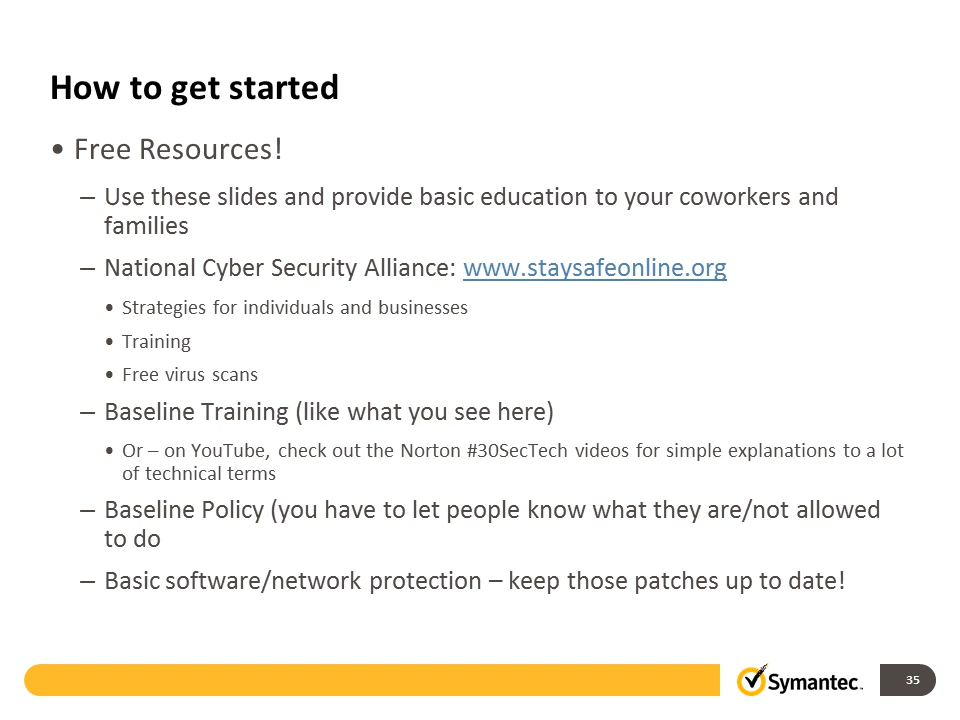 How to get started
• Free Resources!
– Use these slides and provide basic education to your coworkers and
families
– National Cyber Security Alliance: www.staysafeonline.org
• Strategies for individuals and businesses
• Training
• Free virus scans
– Baseline Training (like what you see here)
• Or – on YouTube, check out the Norton #30SecTech videos for simple explanations to a lot
of technical terms
– Baseline Policy (you have to let people know what they are/not allowed
to do
– Basic software/network protection – keep those patches up to date!
Symantec.
35